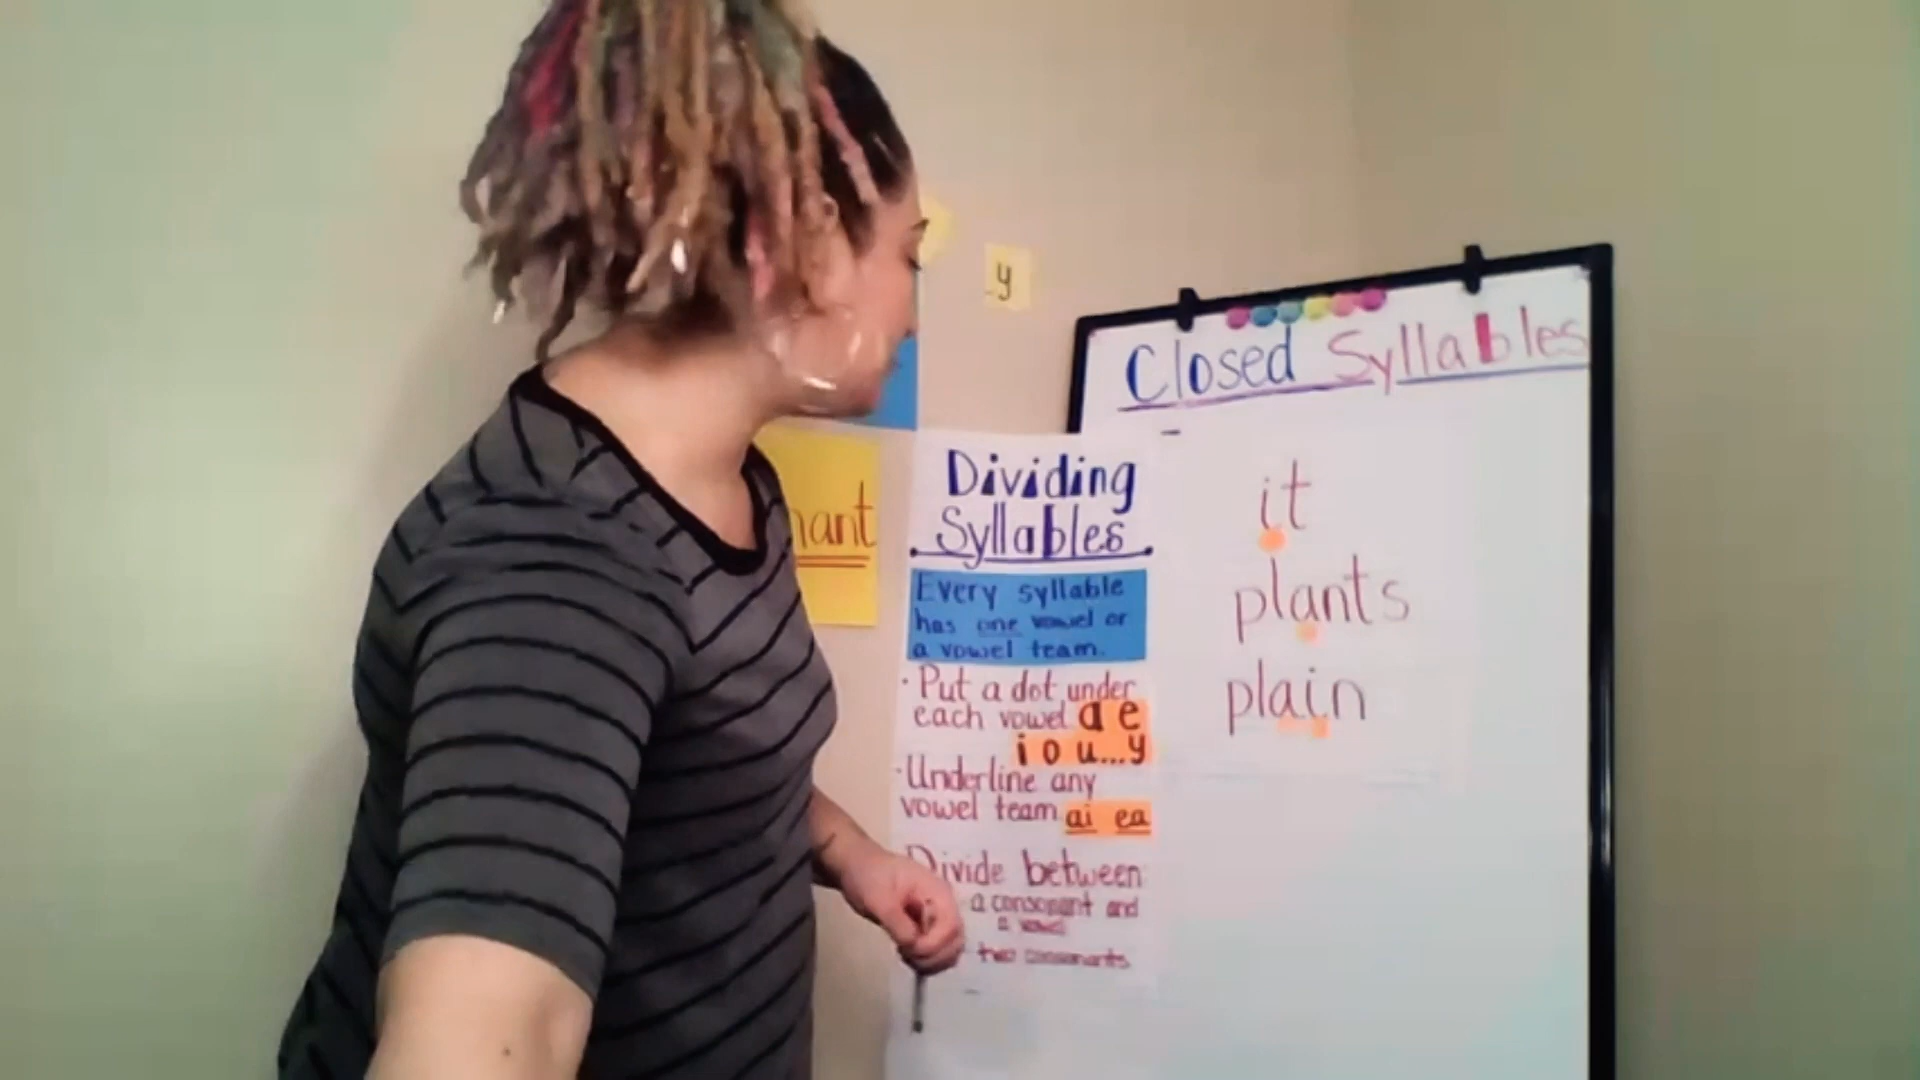 y
Closed Syllables
it
plants
plain
Dividing
Syllables
Every syllable
has one vowel or
a vowel team.
· Put a dot under
each vowel a e
i o u...y
· Underline any
vowel team ai ea
Divide between
a consonant and
a vowel
two consonants